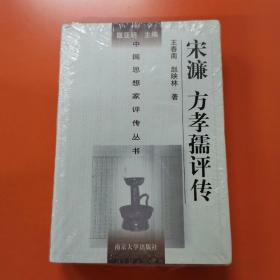 匡亚明 主编
中国思想家评传丛书
王春南 赵映林 著
宋濂 方孝孺评传
南京大学出版社